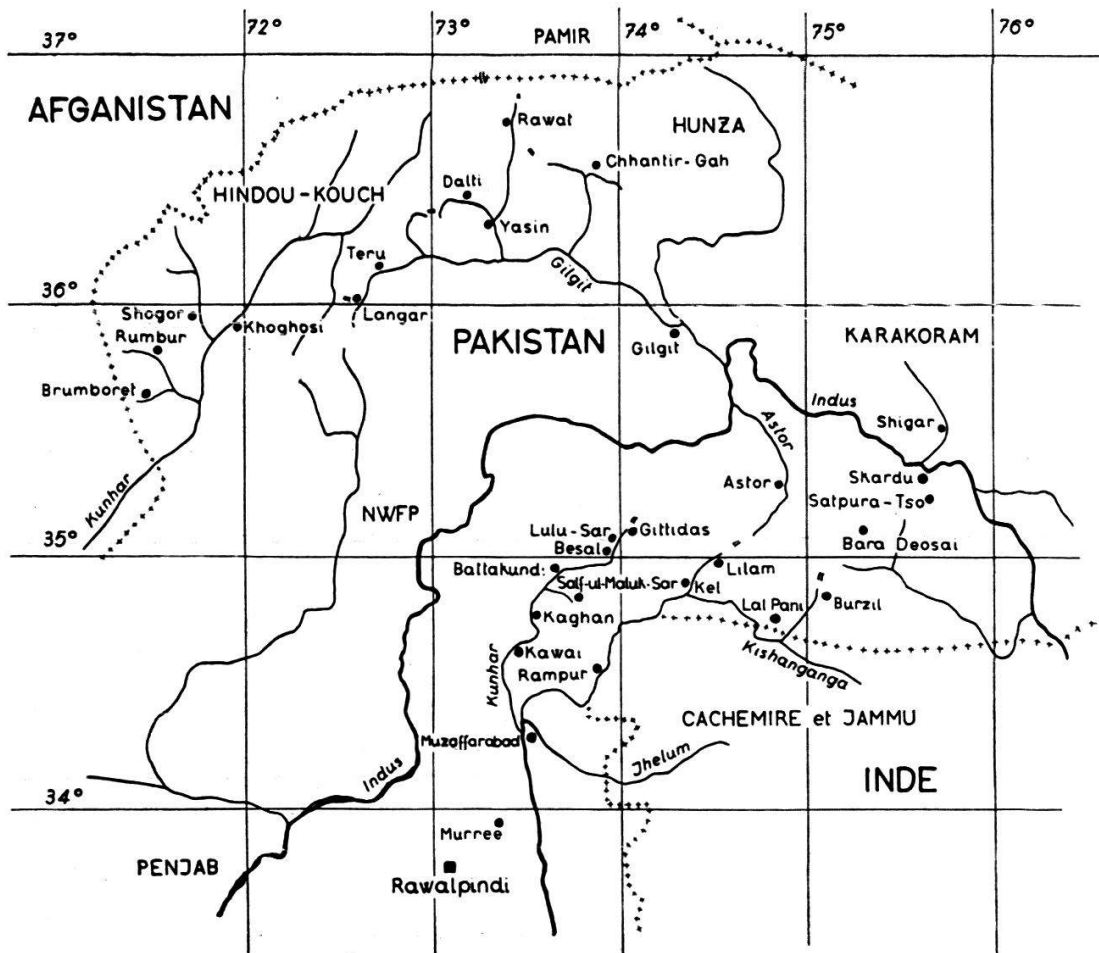 72°
73°
74°
75°
76°
37°
PAMIR
AFGANISTAN
Rawat
HUNZA
Chhantir-Gah
Dalti
HINDOU-KOUCH
Yasin
Teru
Gilgit
36°
Langar
Shogor
Khoghosi
Rumbur
PAKISTAN
Gilgit
KARAKORAM
Brumboret
Indus
Shigar
Astor
Kunhar
Astor
Skardu
Satpura-Tso
NWFP
Lulu-Sar
Gittidas
35°
Besal
Bara Deosai
Battakund:
Saif-ul-Maluk-Sar
Kel
Lilam
Kaghan
Lal Pani
Burzil
Kawai
Kunhar
Rampur
Kishanganga
CACHEMIRE et JAMMU
Muzaffarabad
Jhelum
Indus
INDE
34°
Murree
PENJAB
Rawalpindi